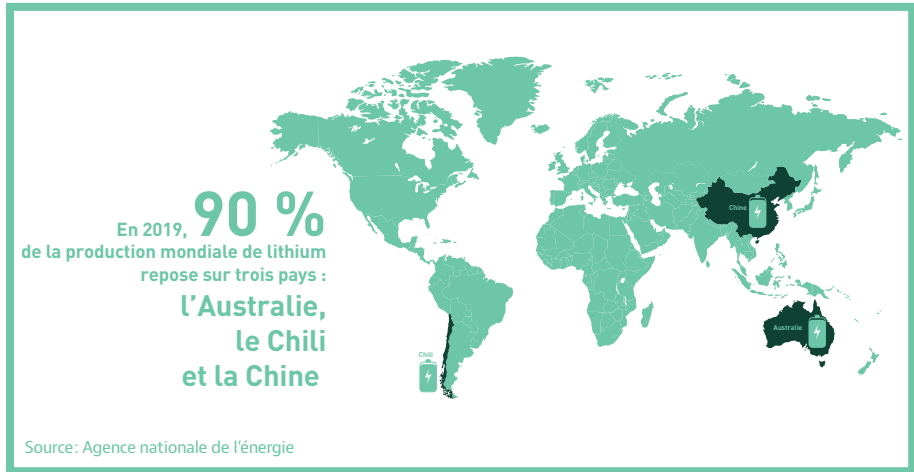 En 2019, 90 %
de la production mondiale de lithium
repose sur trois pays :
l’Australie,
le Chili
et la Chine
Chine
Australie
Chili
Source: Agence nationale de l’énergie